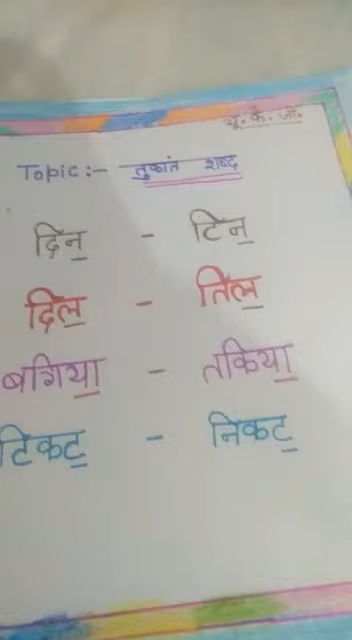 यू. के. जी.
Topic :- तुकांत शब्द
दिन - टिन
दिल - तिल
बगिया - तकिया
टिकट - निकट